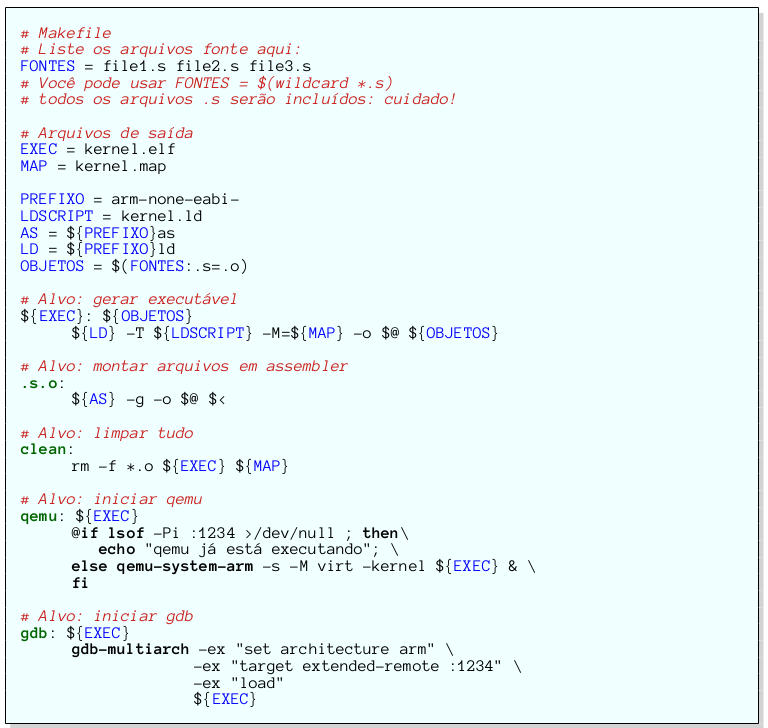 # Makefile
# Liste os arquivos fonte aqui:
FONTES = file1.s file2.s file3.s
# Você pode usar FONTES = $(wildcard *.s)
# todos os arquivos .s serão incluídos: cuidado!

# Arquivos de saída
EXEC = kernel.elf
MAP = kernel.map

PREFIXO = arm-none-eabi-
LDSCRIPT = kernel.ld
AS = ${PREFIXO}as
LD = ${PREFIXO}ld
OBJETOS = $(FONTES:.s=.o)

# Alvo: gerar executável
${EXEC}: ${OBJETOS}
	${LD} -T ${LDSCRIPT} -M=${MAP} -o $@ ${OBJETOS}

# Alvo: montar arquivos em assembler
.s.o:
	${AS} -g -o $@ $<

# Alvo: limpar tudo
clean:
	rm -f *.o ${EXEC} ${MAP}

# Alvo: iniciar qemu
qemu: ${EXEC}
	@if lsof -Pi :1234 >/dev/null ; then\
	   echo "qemu já está executando"; \
	else qemu-system-arm -s -M virt -kernel ${EXEC} & \
	fi

# Alvo: iniciar gdb
gdb: ${EXEC}
	gdb-multiarch -ex "set architecture arm" \
	              -ex "target extended-remote :1234" \
	              -ex "load"
	              ${EXEC}